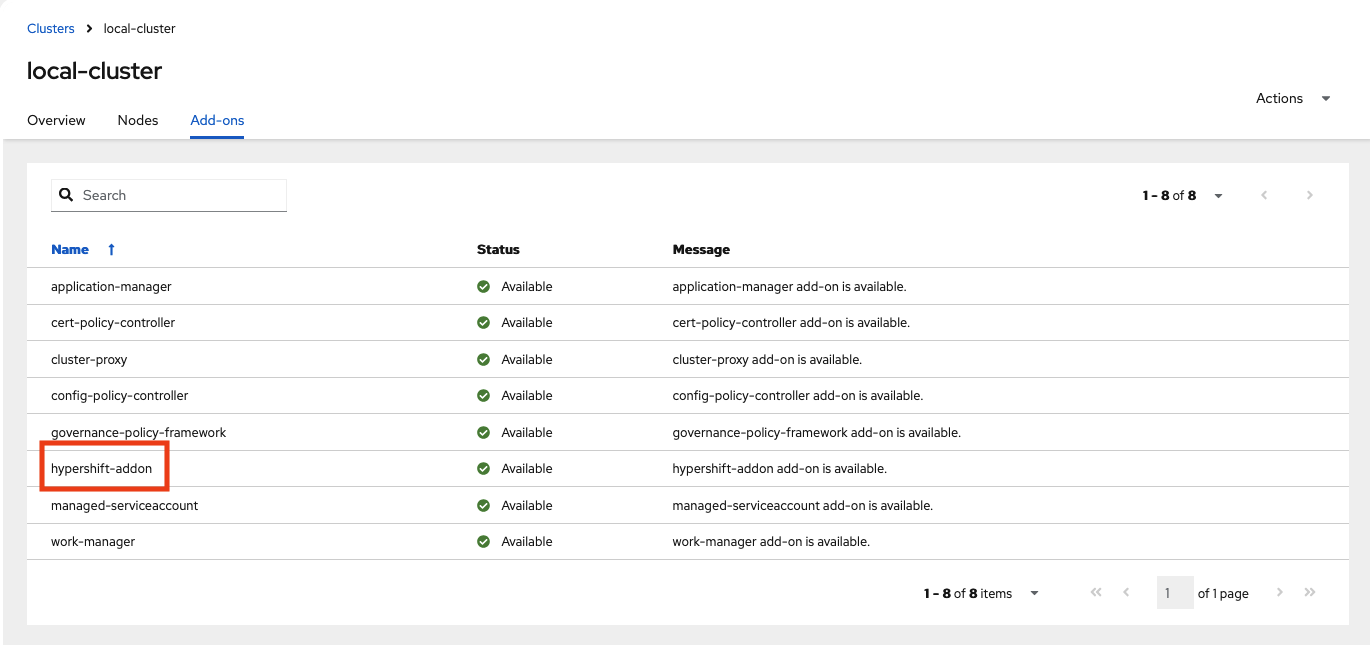 Clusters > local-cluster
local-cluster
Actions
Overview Nodes Add-ons
Search 1 - 8 of 8
Name Status Message
application-manager Available application-manager add-on is available.
cert-policy-controller Available cert-policy-controller add-on is available.
cluster-proxy Available cluster-proxy add-on is available.
config-policy-controller Available config-policy-controller add-on is available.
governance-policy-framework Available governance-policy-framework add-on is available.
hypershift-addon Available hypershift-addon add-on is available.
managed-serviceaccount Available managed-serviceaccount add-on is available.
work-manager Available work-manager add-on is available.
1 - 8 of 8 items 1 of 1 page